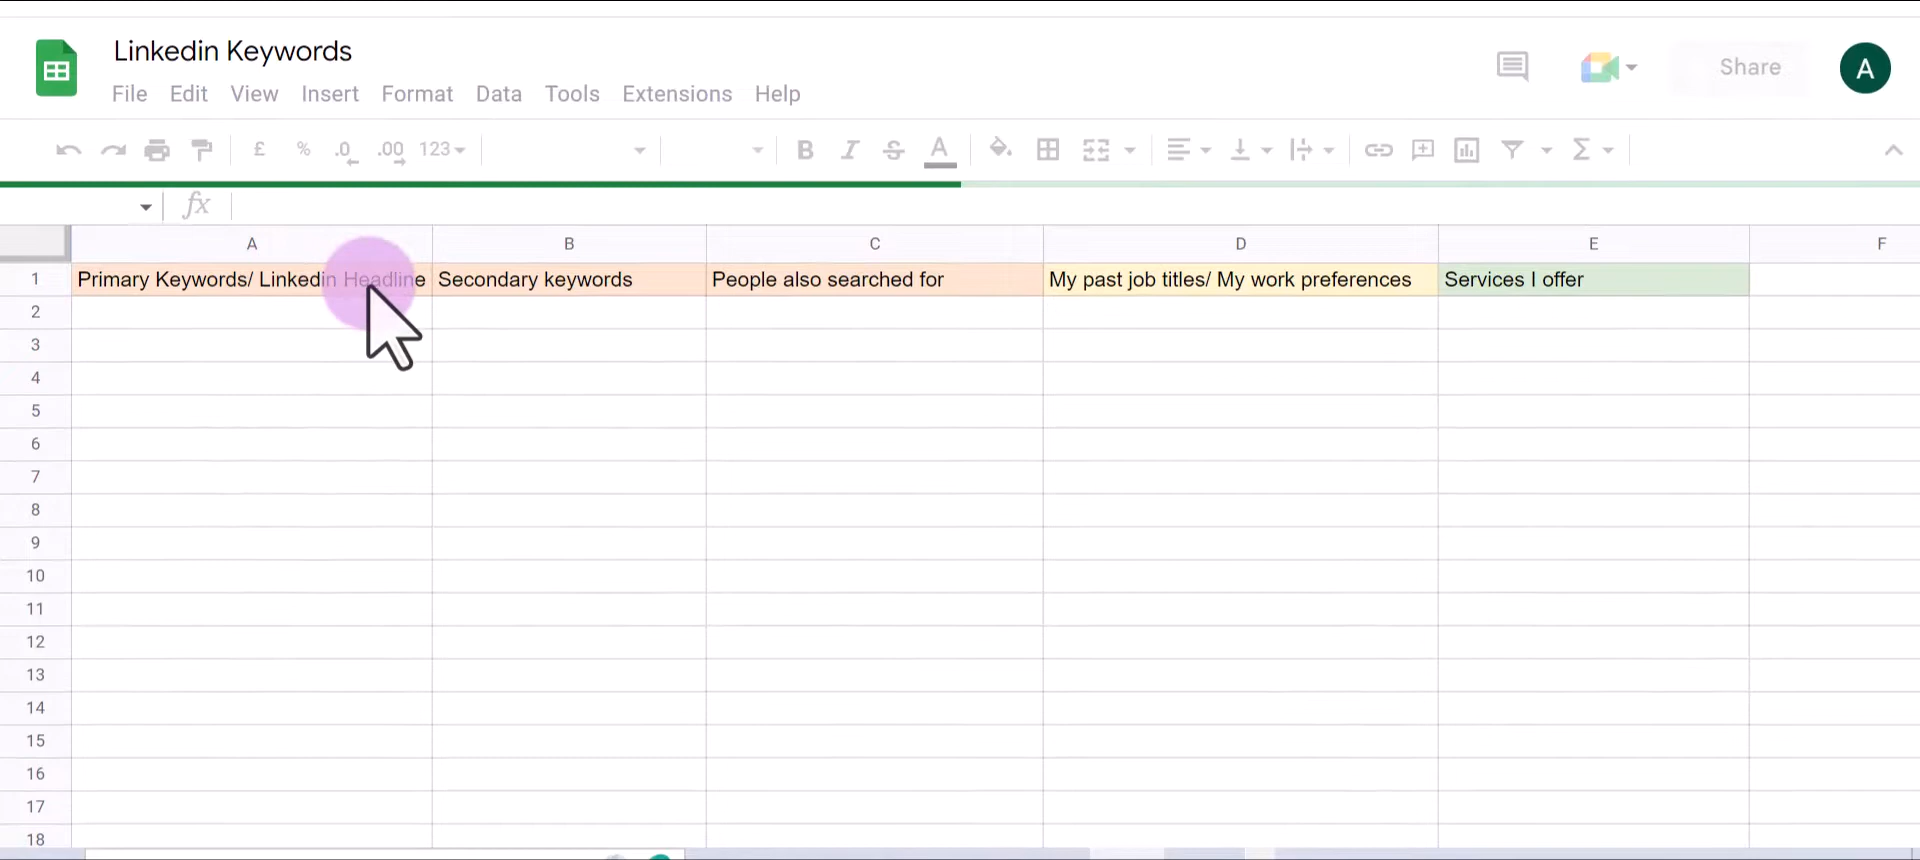 Linkedin Keywords
Share
A
File Edit View Insert Format Data Tools Extensions Help
£ % .0 .00 123 B I S A Σ
fx
A B C D E F
1 Primary Keywords/ Linkedin Headline Secondary keywords People also searched for My past job titles/ My work preferences Services I offer
2
3
4
5
6
7
8
9
10
11
12
13
14
15
16
17
18